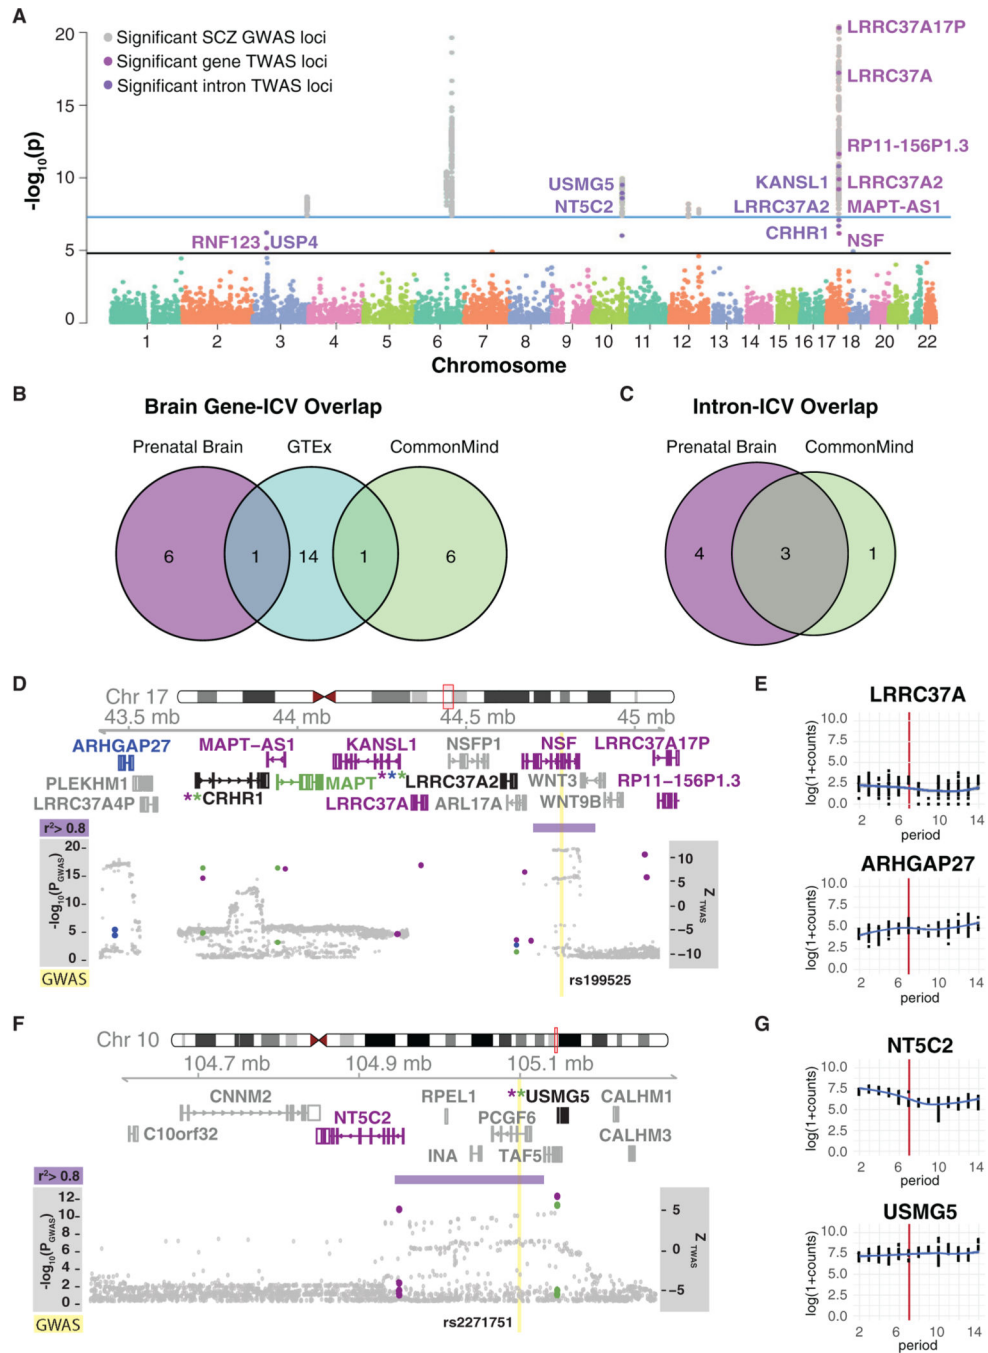 A
Significant SCZ GWAS loci
Significant gene TWAS loci
Significant intron TWAS loci
-log10(p)
20
15
10
5
0
LRRC37A17P
LRRC37A
RP11-156P1.3
USMG5
KANSL1
LRRC37A2
NT5C2
LRRC37A2
MAPT-AS1
RNF123
USP4
CRHR1
NSF
1 2 3 4 5 6 7 8 9 10 11 12 13 14 15 16 17 18 20 22
Chromosome
B
Brain Gene-ICV Overlap
Prenatal Brain GTEx CommonMind
6 1 14 1 6
C
Intron-ICV Overlap
Prenatal Brain CommonMind
4 3 1
D
Chr 17
43.5 mb 44 mb 44.5 mb 45 mb
ARHGAP27 MAPT-AS1 KANSL1 NSFP1 NSF LRRC37A17P
PLEKHM1 **CRHR1 MAPT *** LRRC37A2 WNT3 RP11-156P1.3
LRRC37A4P LRRC37A ARL17A WNT9B
r²> 0.8
-log10(PGWAS)
20
15
10
5
0
10
5
0
-5
-10
Z TWAS
GWAS
rs199525
E
LRRC37A
log(1+counts)
10.0
7.5
5.0
2.5
0.0
2 6 10 14
period
ARHGAP27
log(1+counts)
10.0
7.5
5.0
2.5
0.0
2 6 10 14
period
F
Chr 10
104.7 mb 104.9 mb 105.1 mb
CNNM2 RPEL1 **USMG5 CALHM1
C10orf32 NT5C2 PCGF6 CALHM3
INA TAF5
r²> 0.8
-log10(PGWAS)
12
10
8
6
4
2
0
5
0
-5
Z TWAS
GWAS
rs2271751
G
NT5C2
log(1+counts)
10.0
7.5
5.0
2.5
0.0
2 6 10 14
period
USMG5
log(1+counts)
10.0
7.5
5.0
2.5
0.0
2 6 10 14
period